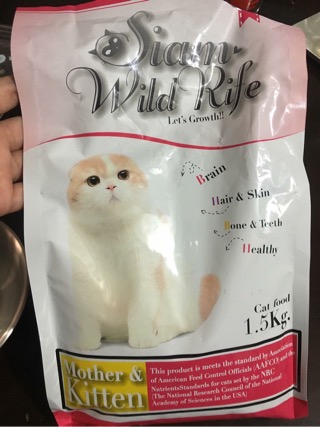 Siam
Wild Rife
Let's Growth!!
Brain
Hair & Skin
Bone & Teeth
Healthy
Cat food
1.5Kg.
Mother &
Kitten
This product is meets the standard by Association
of American Feed Control Officials (AAFCO) and the
NutrientsStandards for cats set by the NRC
(The National Research Council of the National
Academy of Sciences in the USA)